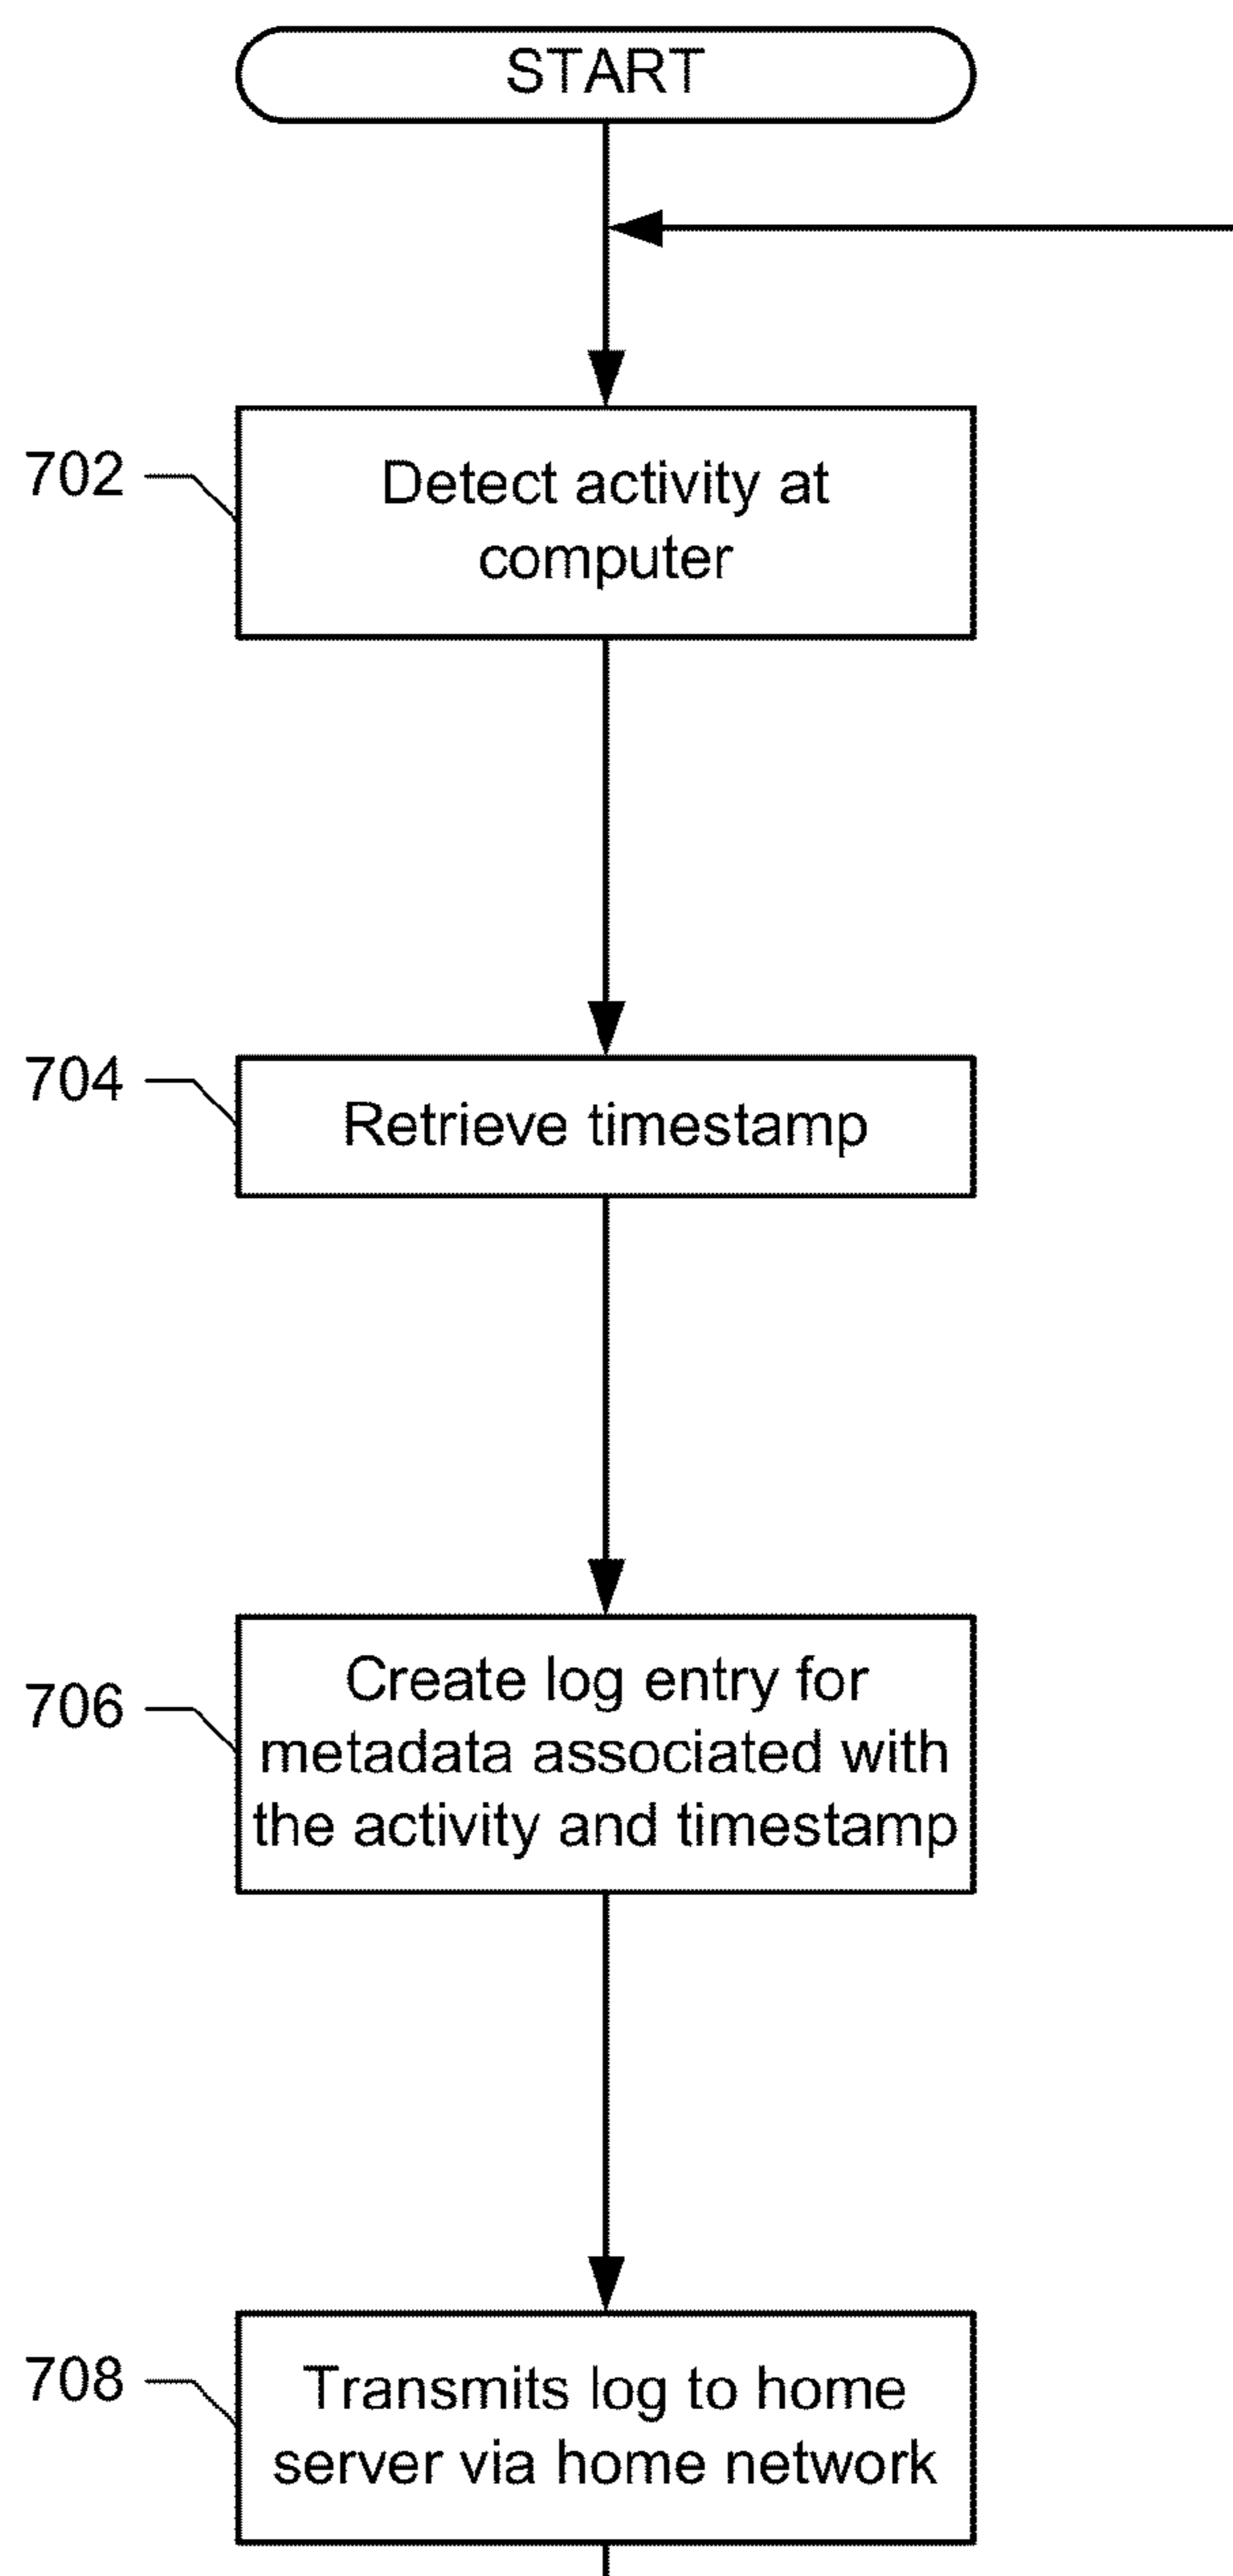 START
702
Detect activity at
computer
704
Retrieve timestamp
706
Create log entry for
metadata associated with
the activity and timestamp
708
Transmits log to home
server via home network